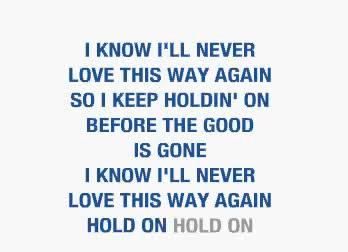 I KNOW I'LL NEVER
LOVE THIS WAY AGAIN
SO I KEEP HOLDIN' ON
BEFORE THE GOOD
IS GONE
I KNOW I'LL NEVER
LOVE THIS WAY AGAIN
HOLD ON HOLD ON